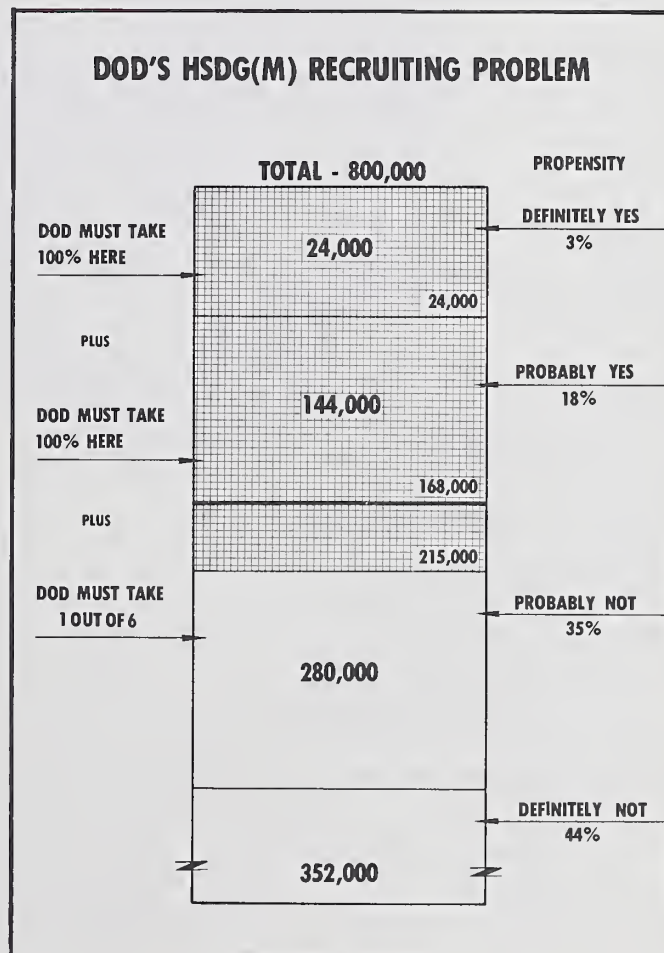 DOD'S HSDG(M) RECRUITING PROBLEM
TOTAL - 800,000
PROPENSITY
DOD MUST TAKE
100% HERE
24,000
24,000
DEFINITELY YES
3%
PLUS
DOD MUST TAKE
100% HERE
144,000
168,000
PROBABLY YES
18%
PLUS
215,000
DOD MUST TAKE
1 OUT OF 6
280,000
PROBABLY NOT
35%
352,000
DEFINITELY NOT
44%